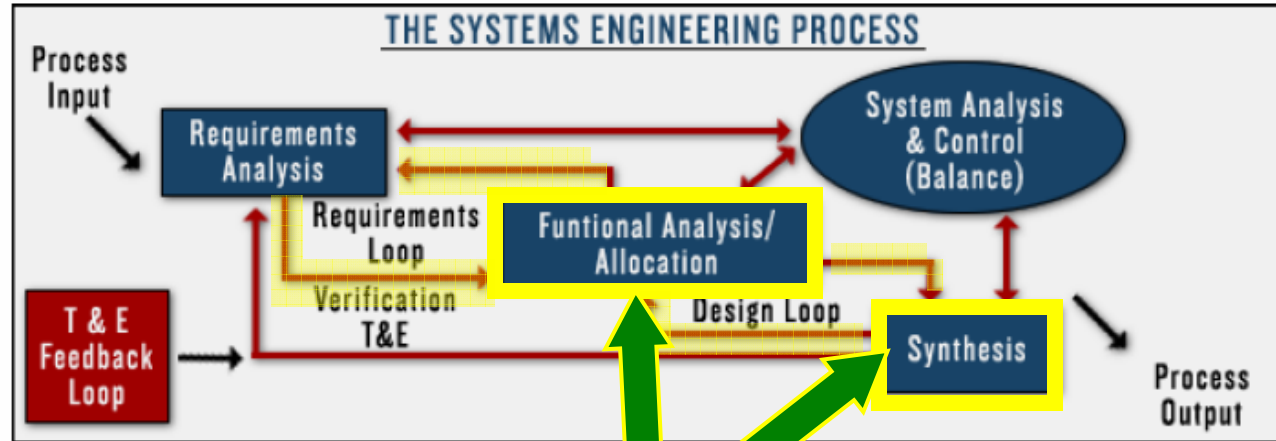 THE SYSTEMS ENGINEERING PROCESS
Process
Input
Requirements
Analysis
System Analysis
& Control
(Balance)
Requirements
Loop
Funtional Analysis/
Allocation
Verification
T&E
Design Loop
T & E
Feedback
Loop
Synthesis
Process
Output